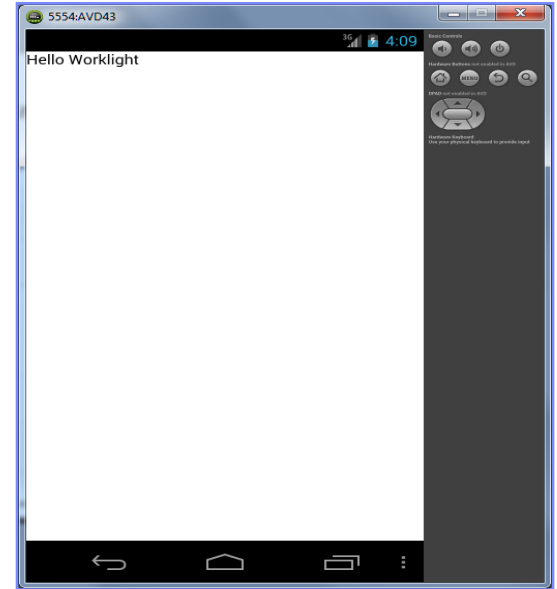 5554:AVD43
3G
4:09
Hello Worklight
Basic Controls
Hardware Buttons not enabled in AVD
MENU
DPAD not enabled in AVD
Hardware Keyboard
Use your physical keyboard to provide input